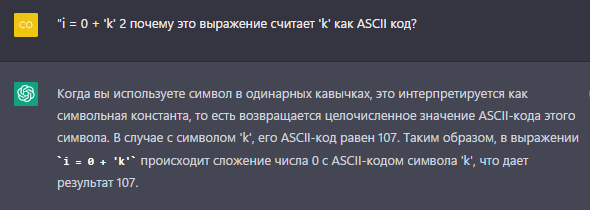 CO
"i = 0 + 'k' 2 почему это выражение считает 'k' как ASCII код?
Когда вы используете символ в одинарных кавычках, это интерпретируется как
символьная константа, то есть возвращается целочисленное значение ASCII-кода этого
символа. В случае с символом 'k', его ASCII-код равен 107. Таким образом, в выражении
`i = 0 + 'k'` происходит сложение числа 0 с ASCII-кодом символа 'k', что дает
результат 107.